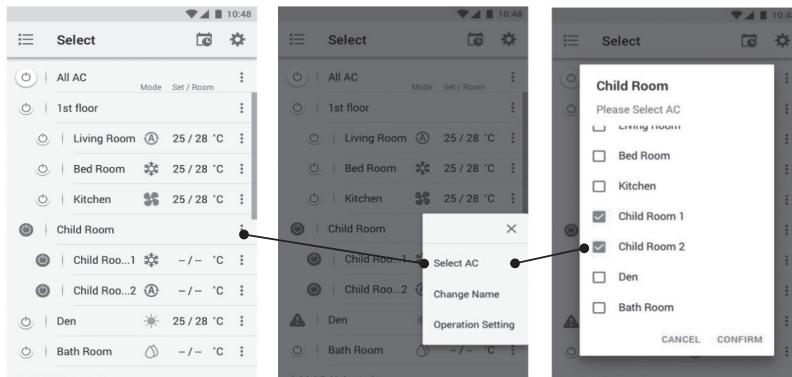 10:48
Select
All AC
Mode Set / Room
1st floor
Living Room A 25 / 28 °C
Bed Room 25 / 28 °C
Kitchen 25 / 28 °C
Child Room
Child Roo...1 -- / -- °C
Child Roo...2 A -- / -- °C
Den 25 / 28 °C
Bath Room -- / -- °C
10:48
Select
All AC
Mode Set / Room
1st floor
Living Room A 25 / 28 °C
Bed Room 25 / 28 °C
Kitchen 25 / 28 °C
Child Room
Child Roo...1
Select AC
Child Roo...2
Change Name
Den
Operation Setting
Bath Room -- / -- °C
10:48
Select
Child Room
Please Select AC
Living Room
Bed Room
Kitchen
Child Room 1
Child Room 2
Den
Bath Room
CANCEL CONFIRM